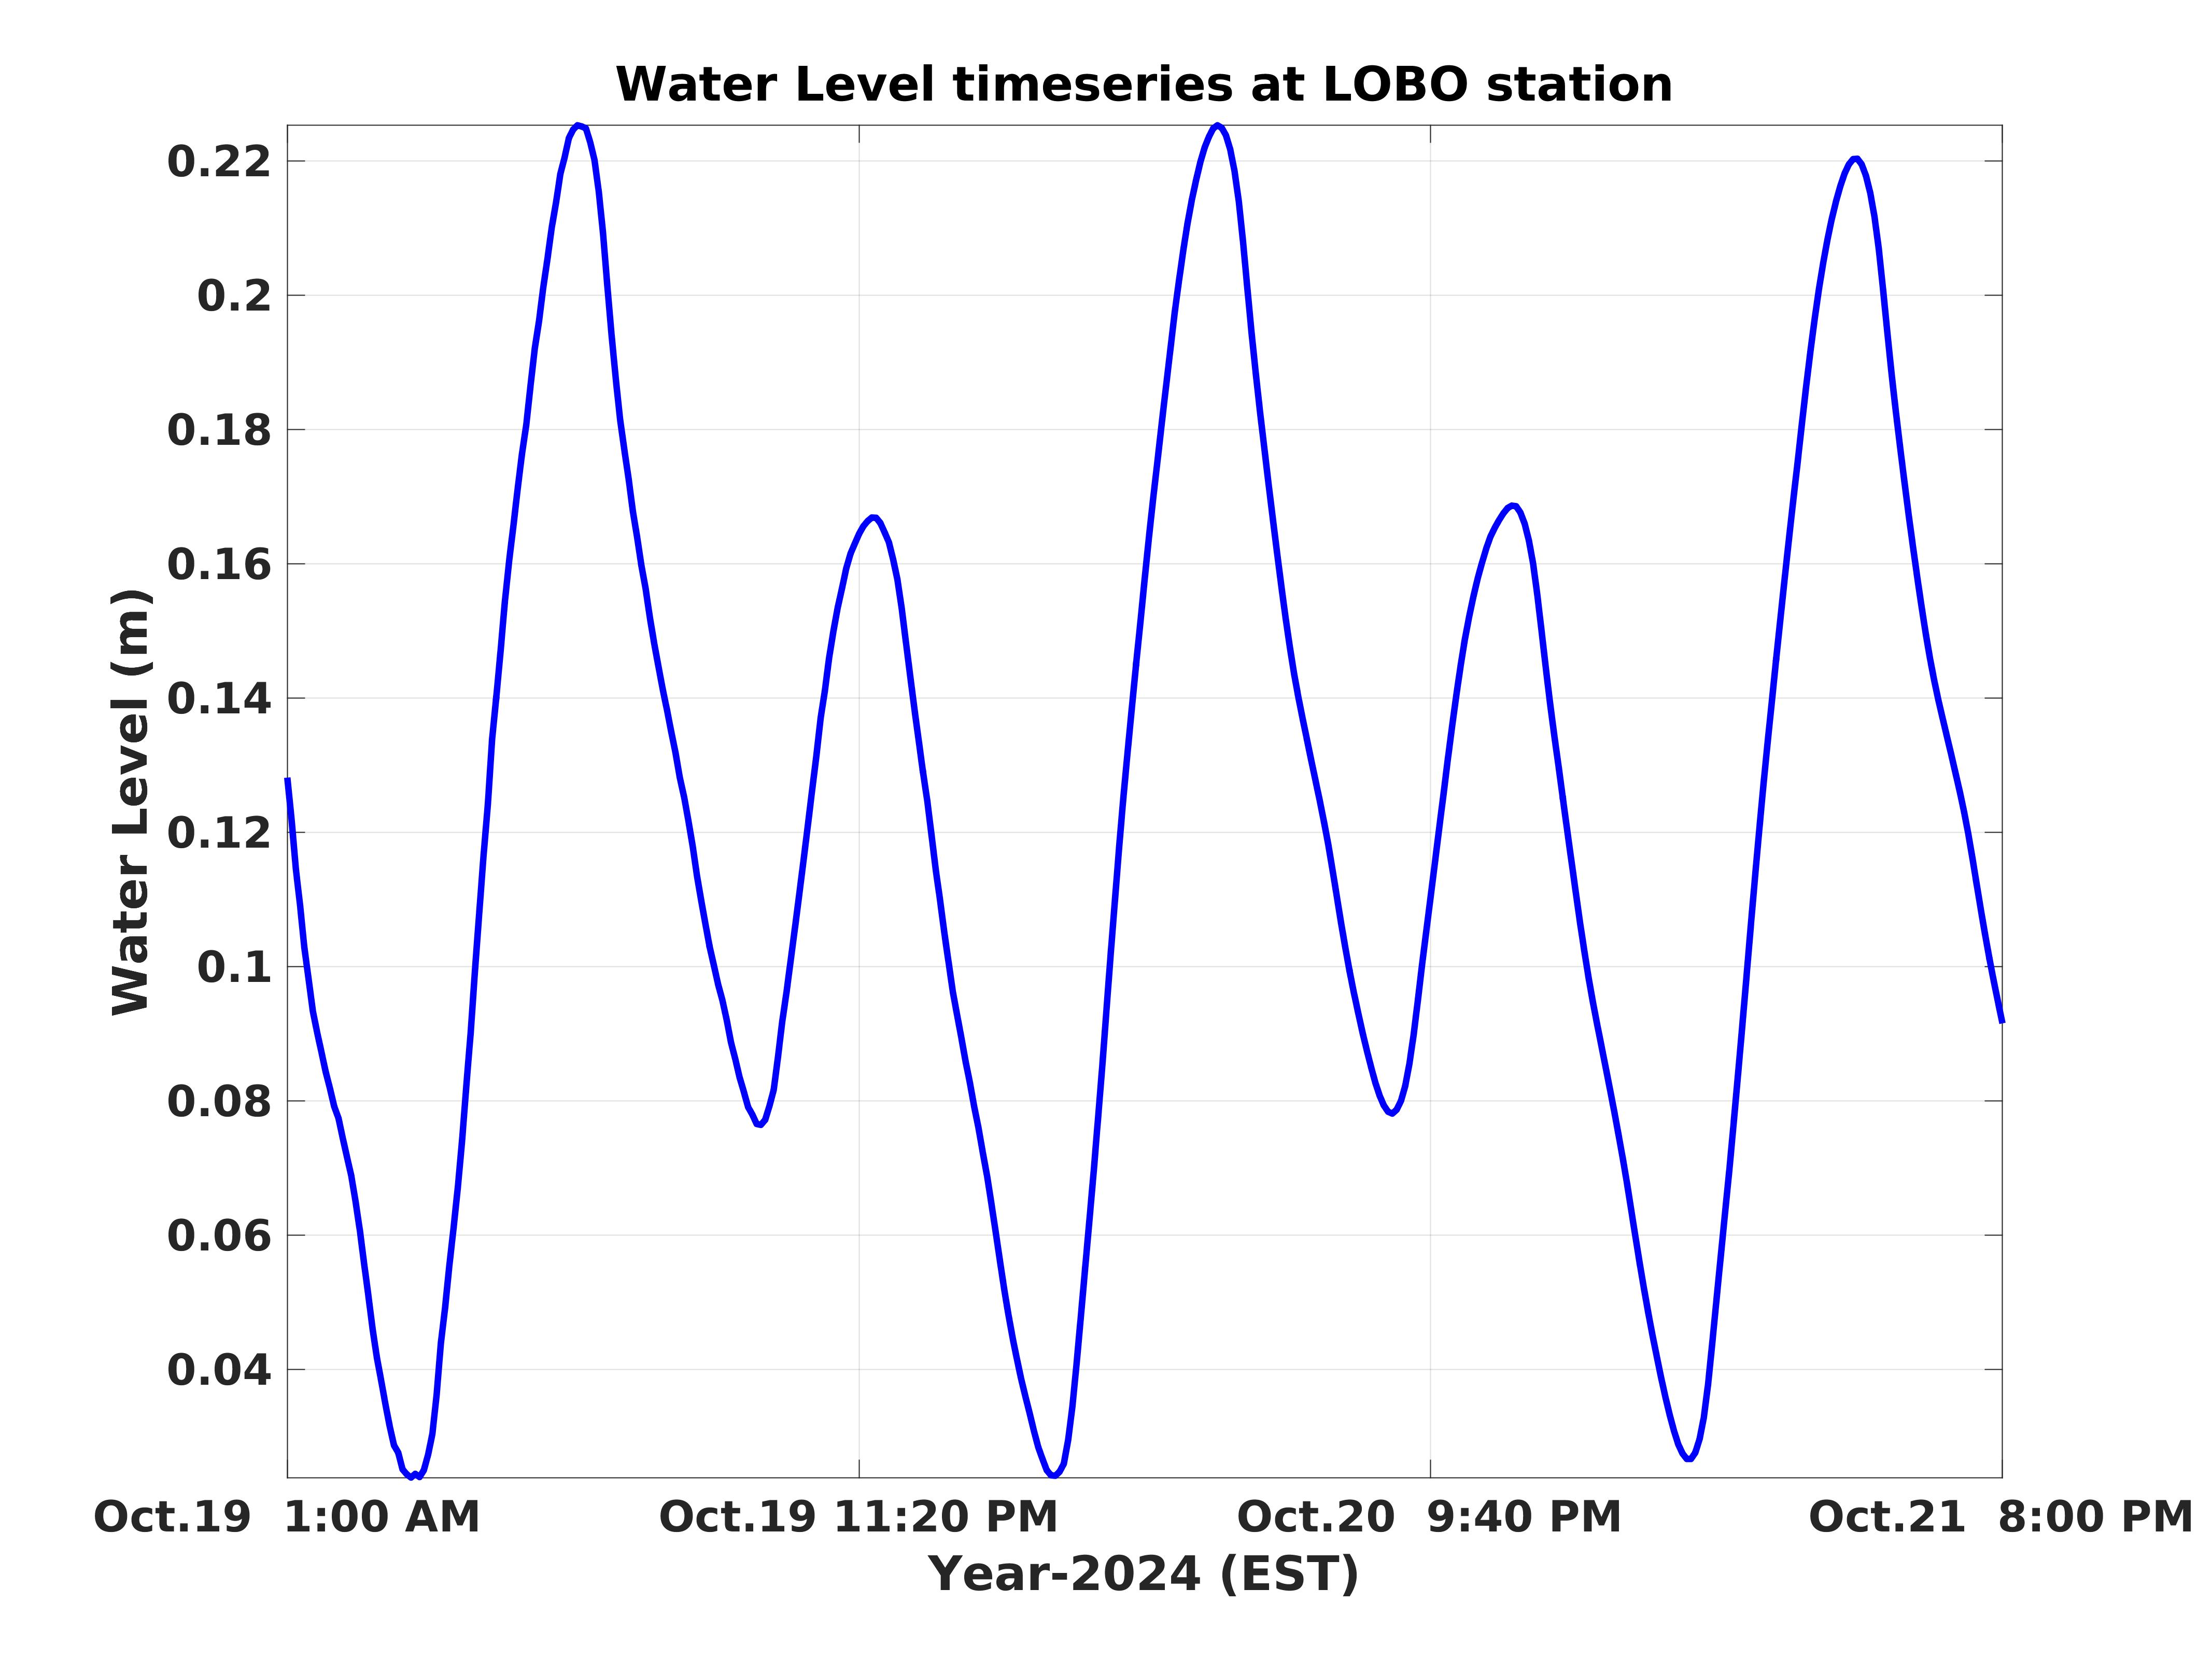 Water Level timeseries at LOBO station
Water Level (m)
0.22
0.2
0.18
0.16
0.14
0.12
0.1
0.08
0.06
0.04
Oct.19  1:00 AM
Oct.19 11:20 PM
Oct.20  9:40 PM
Oct.21  8:00 PM
Year-2024 (EST)